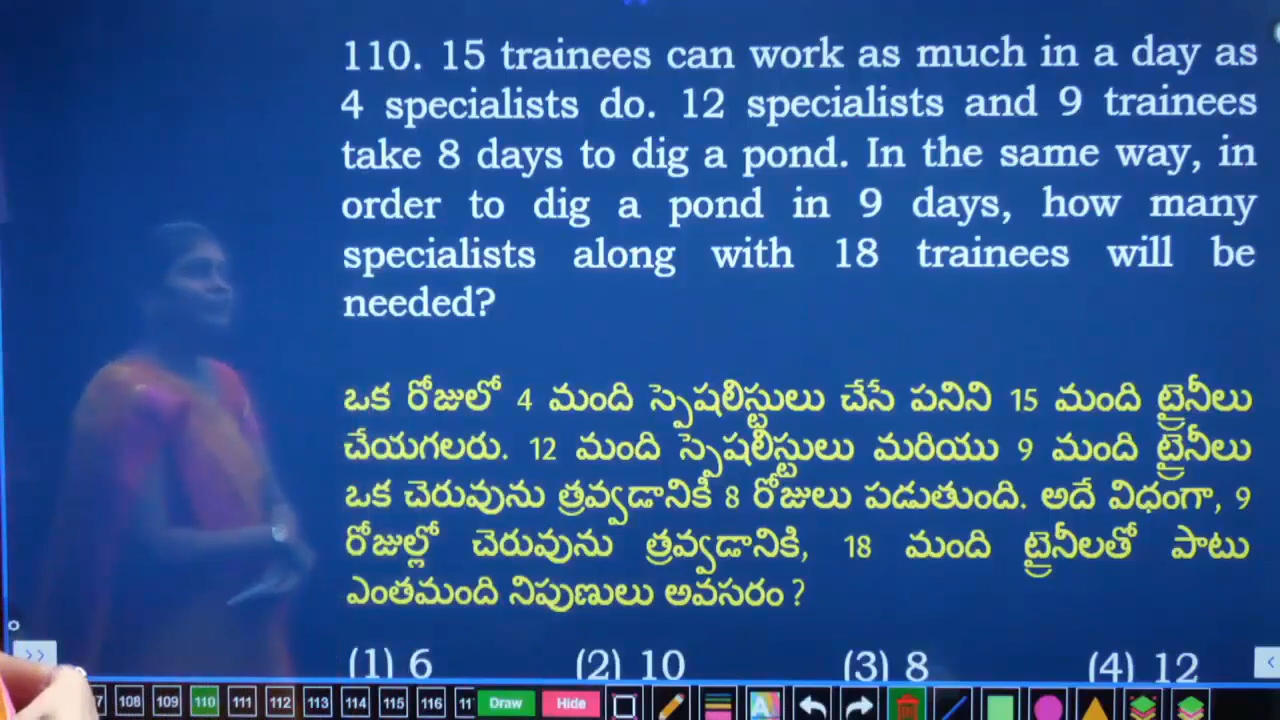 110. 15 trainees can work as much in a day as
4 specialists do. 12 specialists and 9 trainees
take 8 days to dig a pond. In the same way, in
order to dig a pond in 9 days, how many
specialists along with 18 trainees will be
needed?
ఒక రోజులో 4 మంది స్పెషలిస్టులు చేసే పనిని 15 మంది ట్రైనీలు
చేయగలరు. 12 మంది స్పెషలిస్టులు మరియు 9 మంది ట్రైనీలు
ఒక చెరువును త్రవ్వడానికి 8 రోజులు పడుతుంది. అదే విధంగా, 9
రోజుల్లో చెరువును త్రవ్వడానికి, 18 మంది ట్రైనీలతో పాటు
ఎంతమంది నిపుణులు అవసరం ?
(1) 6 (2) 10 (3) 8 (4) 12
108 109 110 111 112 113 114 115 116 Draw Hide